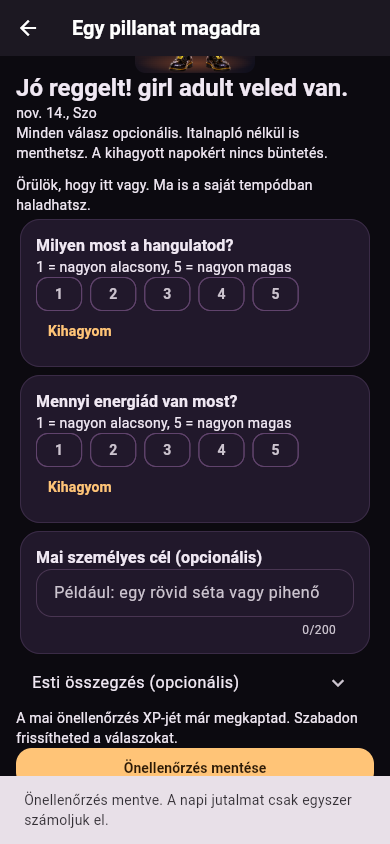 Egy pillanat magadra
Jó reggelt! girl adult veled van.
nov. 14., Szo
Minden válasz opcionális. Italnapló nélkül is
menthetsz. A kihagyott napokért nincs büntetés.
Örülök, hogy itt vagy. Ma is a saját tempódban
haladhatsz.
Milyen most a hangulatod?
1 = nagyon alacsony, 5 = nagyon magas
1 2 3 4 5
Kihagyom
Mennyi energiád van most?
1 = nagyon alacsony, 5 = nagyon magas
1 2 3 4 5
Kihagyom
Mai személyes cél (opcionális)
Például: egy rövid séta vagy pihenő
0/200
Esti összegzés (opcionális)
A mai önellenőrzés XP-jét már megkaptad. Szabadon
frissítheted a válaszokat.
Önellenőrzés mentése
Önellenőrzés mentve. A napi jutalmat csak egyszer
számoljuk el.